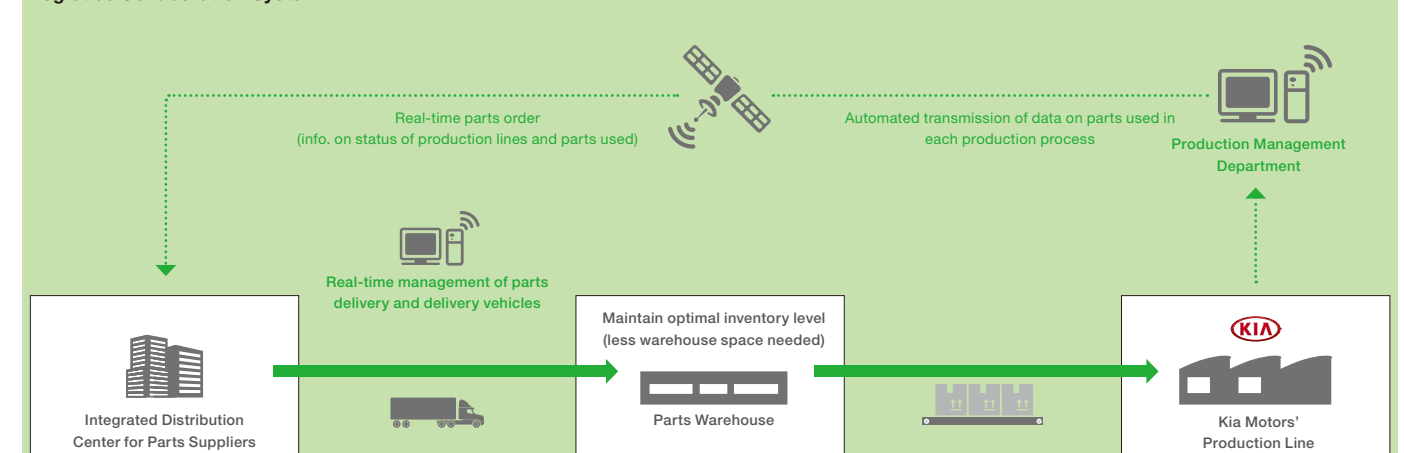 Real-time parts order
(info. on status of production lines and parts used)
Automated transmission of data on parts used in
each production process
Production Management
Department
Real-time management of parts
delivery and delivery vehicles
Maintain optimal inventory level
(less warehouse space needed)
KIA
Integrated Distribution
Center for Parts Suppliers
Parts Warehouse
Kia Motors'
Production Line